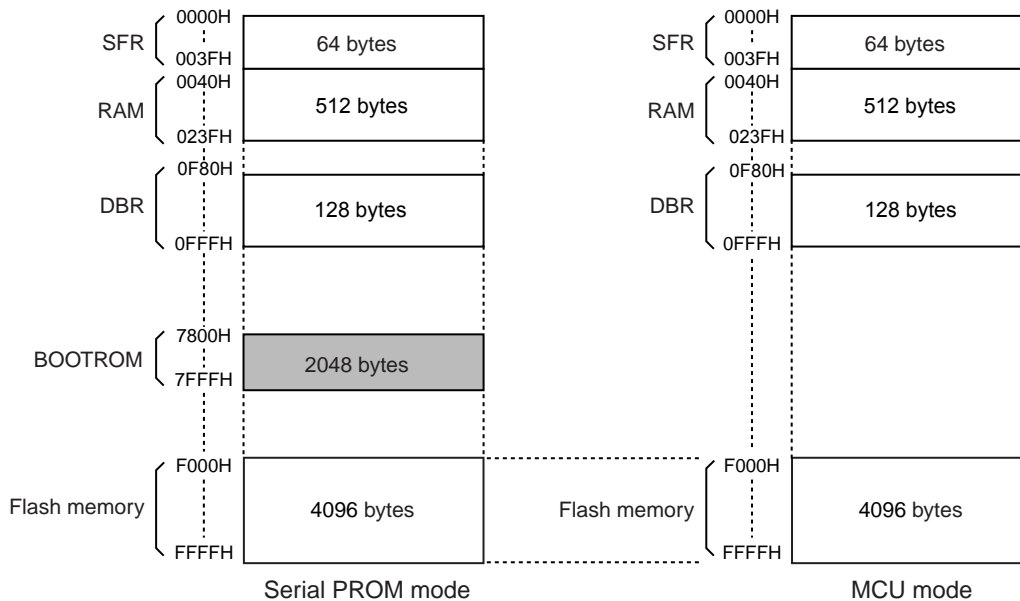 0000H
SFR
64 bytes
003FH
0040H
RAM
512 bytes
023FH
0F80H
DBR
128 bytes
0FFFH
7800H
BOOTROM
2048 bytes
7FFFH
F000H
Flash memory
4096 bytes
FFFFH
Serial PROM mode
0000H
SFR
64 bytes
003FH
0040H
RAM
512 bytes
023FH
0F80H
DBR
128 bytes
0FFFH
F000H
Flash memory
4096 bytes
FFFFH
MCU mode